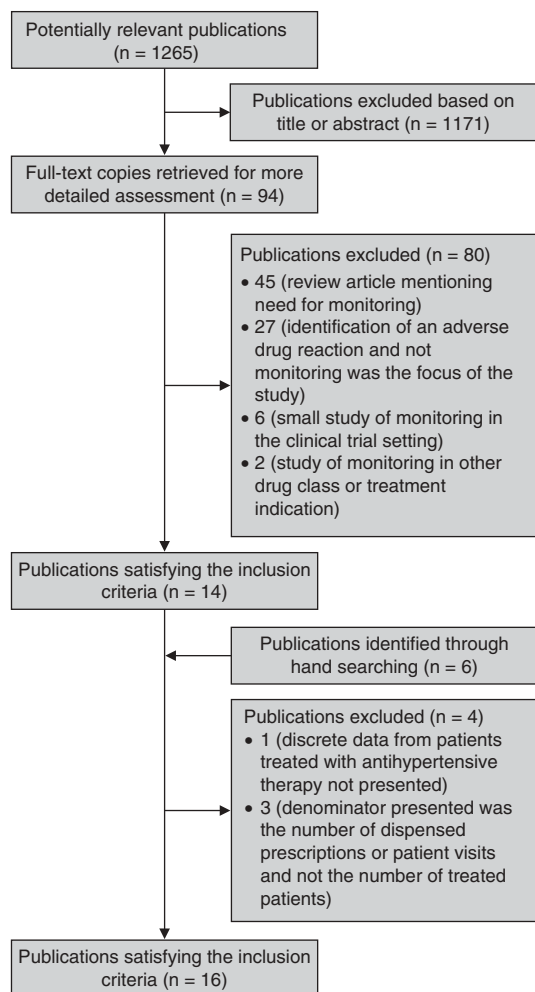 Potentially relevant publications
(n = 1265)
Publications excluded based on
title or abstract (n = 1171)
Full-text copies retrieved for more
detailed assessment (n = 94)
Publications excluded (n = 80)
• 45 (review article mentioning
need for monitoring)
• 27 (identification of an adverse
drug reaction and not
monitoring was the focus of the
study)
• 6 (small study of monitoring in
the clinical trial setting)
• 2 (study of monitoring in other
drug class or treatment
indication)
Publications satisfying the inclusion
criteria (n = 14)
Publications identified through
hand searching (n = 6)
Publications excluded (n = 4)
• 1 (discrete data from patients
treated with antihypertensive
therapy not presented)
• 3 (denominator presented was
the number of dispensed
prescriptions or patient visits
and not the number of treated
patients)
Publications satisfying the inclusion
criteria (n = 16)